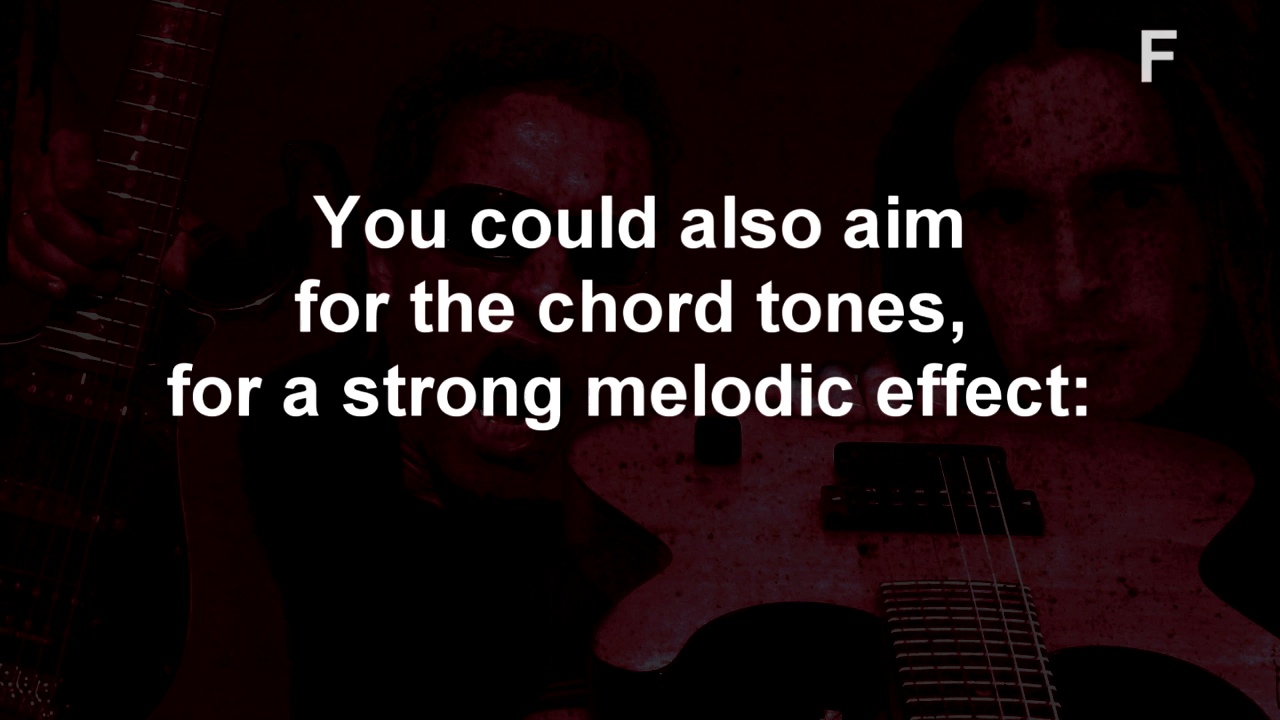 F
You could also aim
for the chord tones,
for a strong melodic effect: